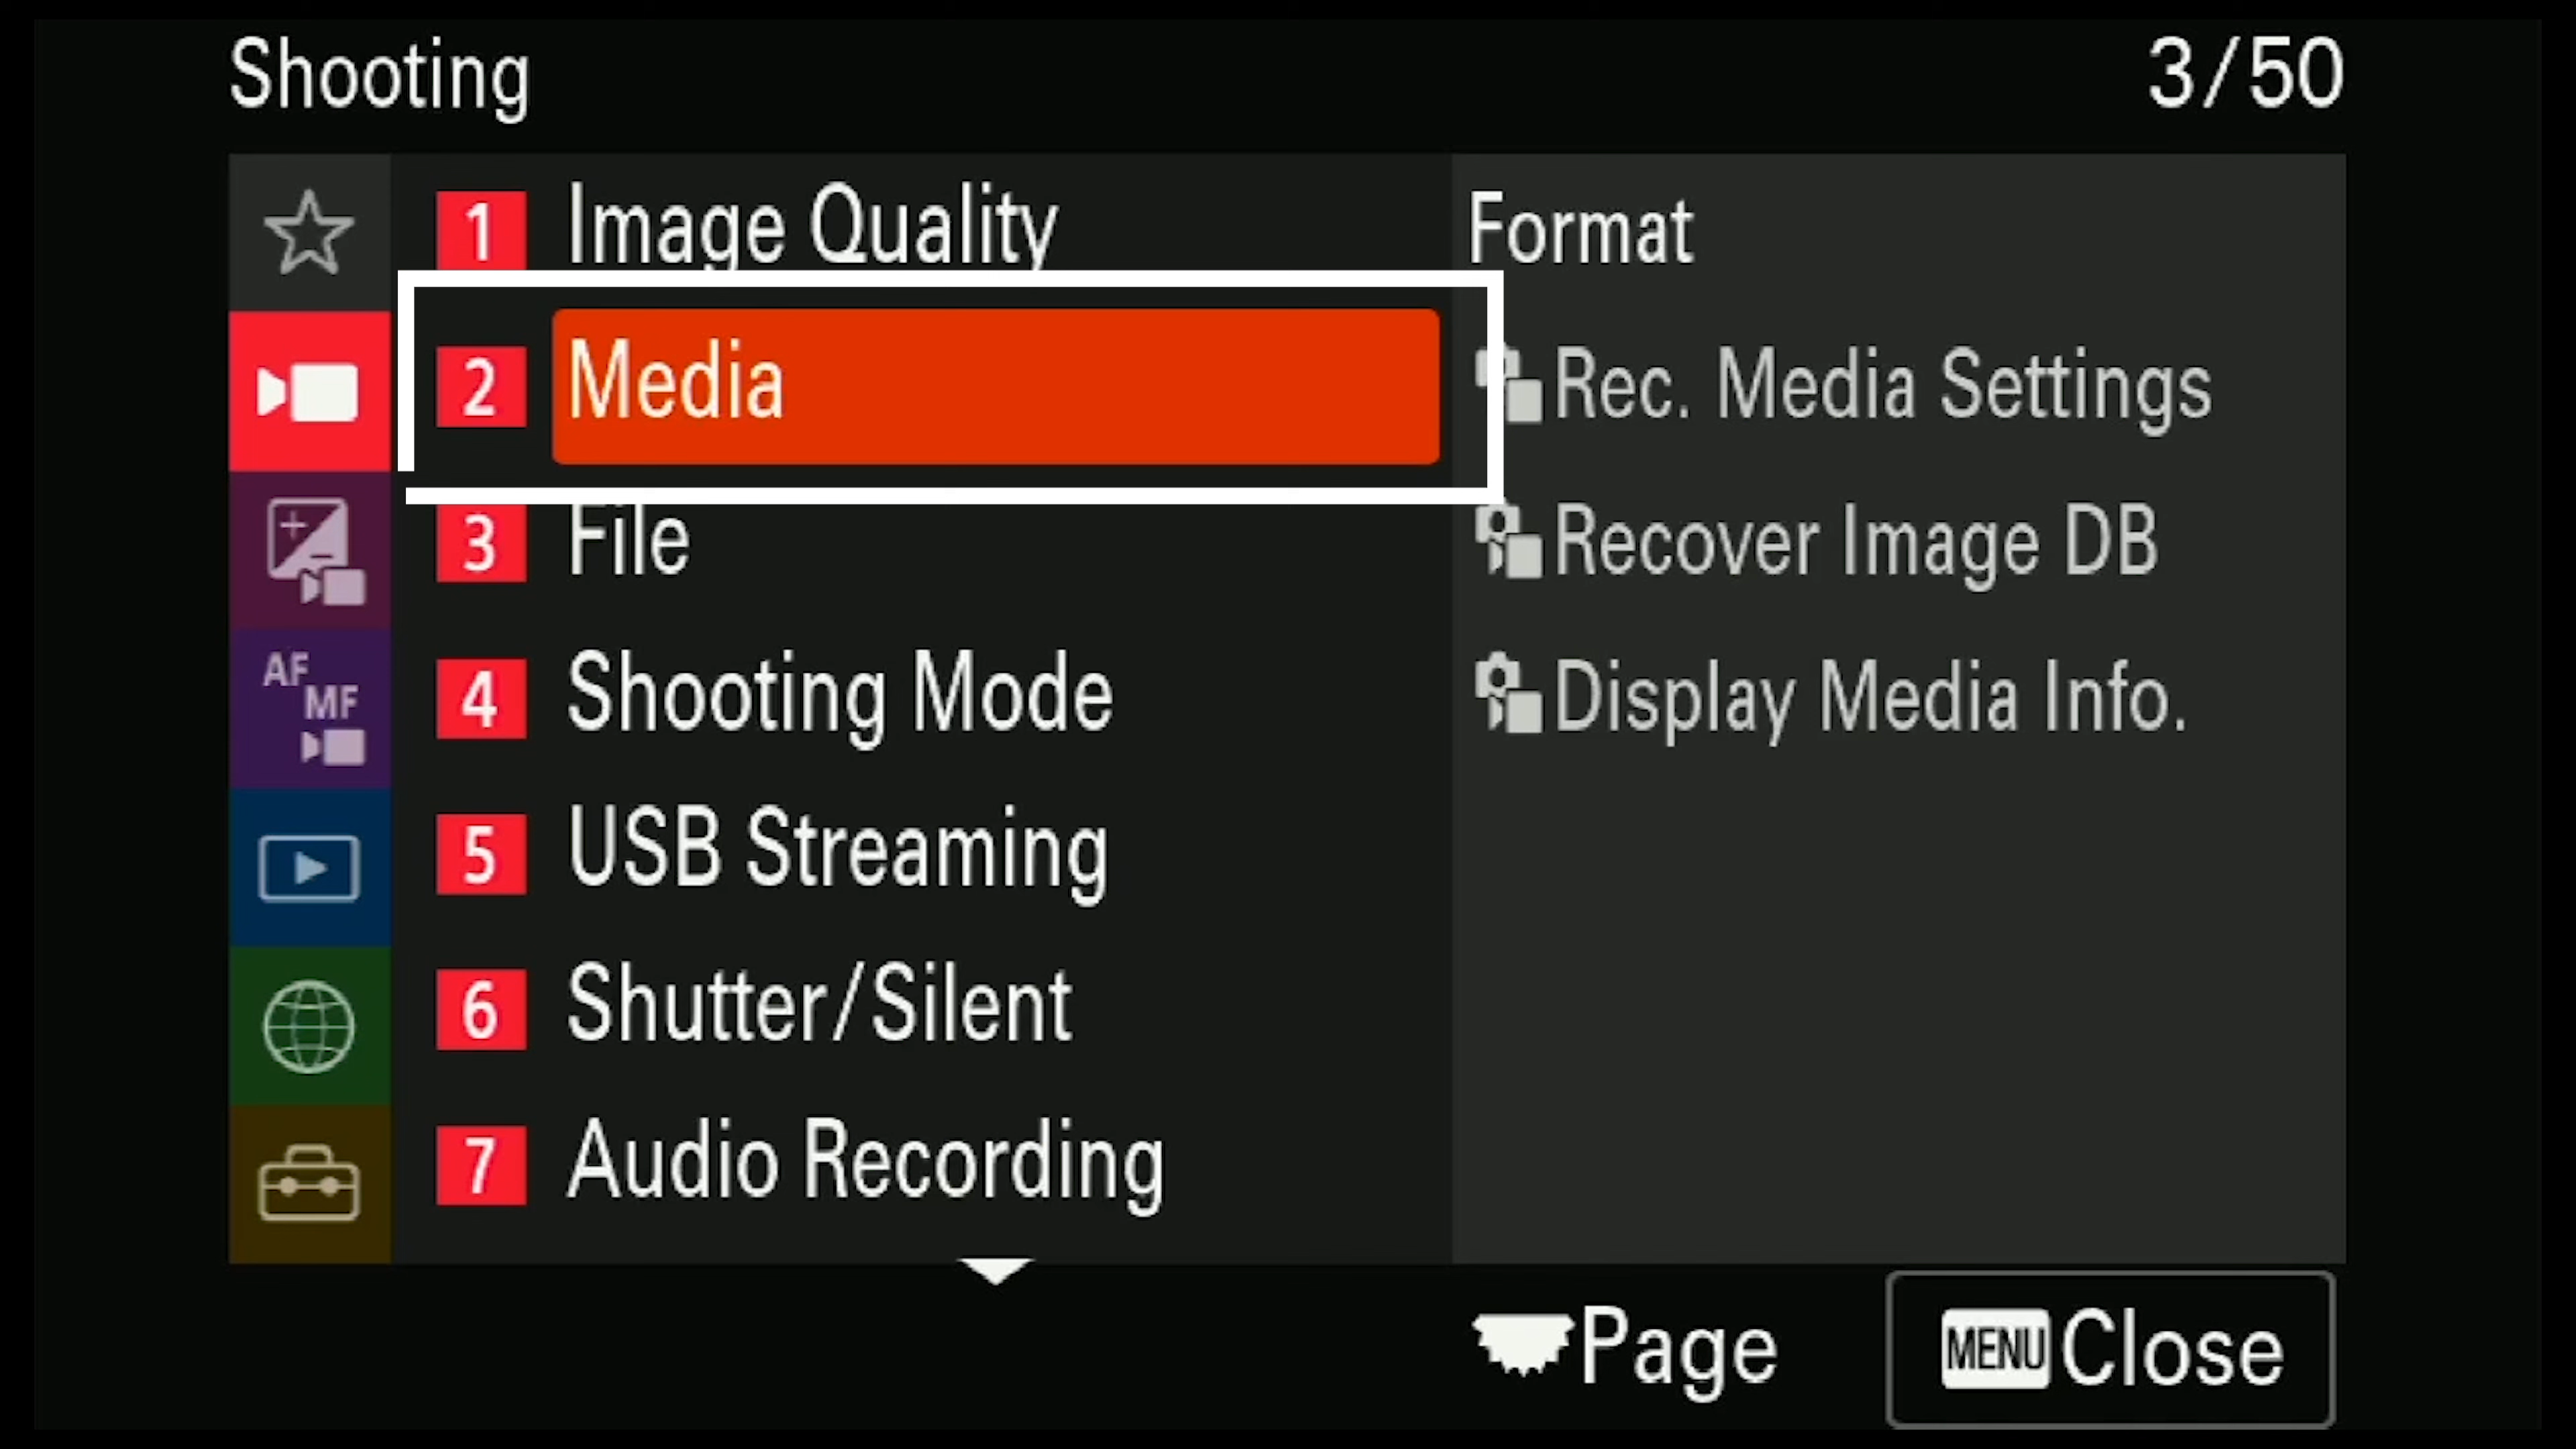 Shooting 3/50
1 Image Quality
2 Media
3 File
4 Shooting Mode
5 USB Streaming
6 Shutter/Silent
7 Audio Recording
AF
MF
Format
Rec. Media Settings
Recover Image DB
Display Media Info.
Page
MENU Close